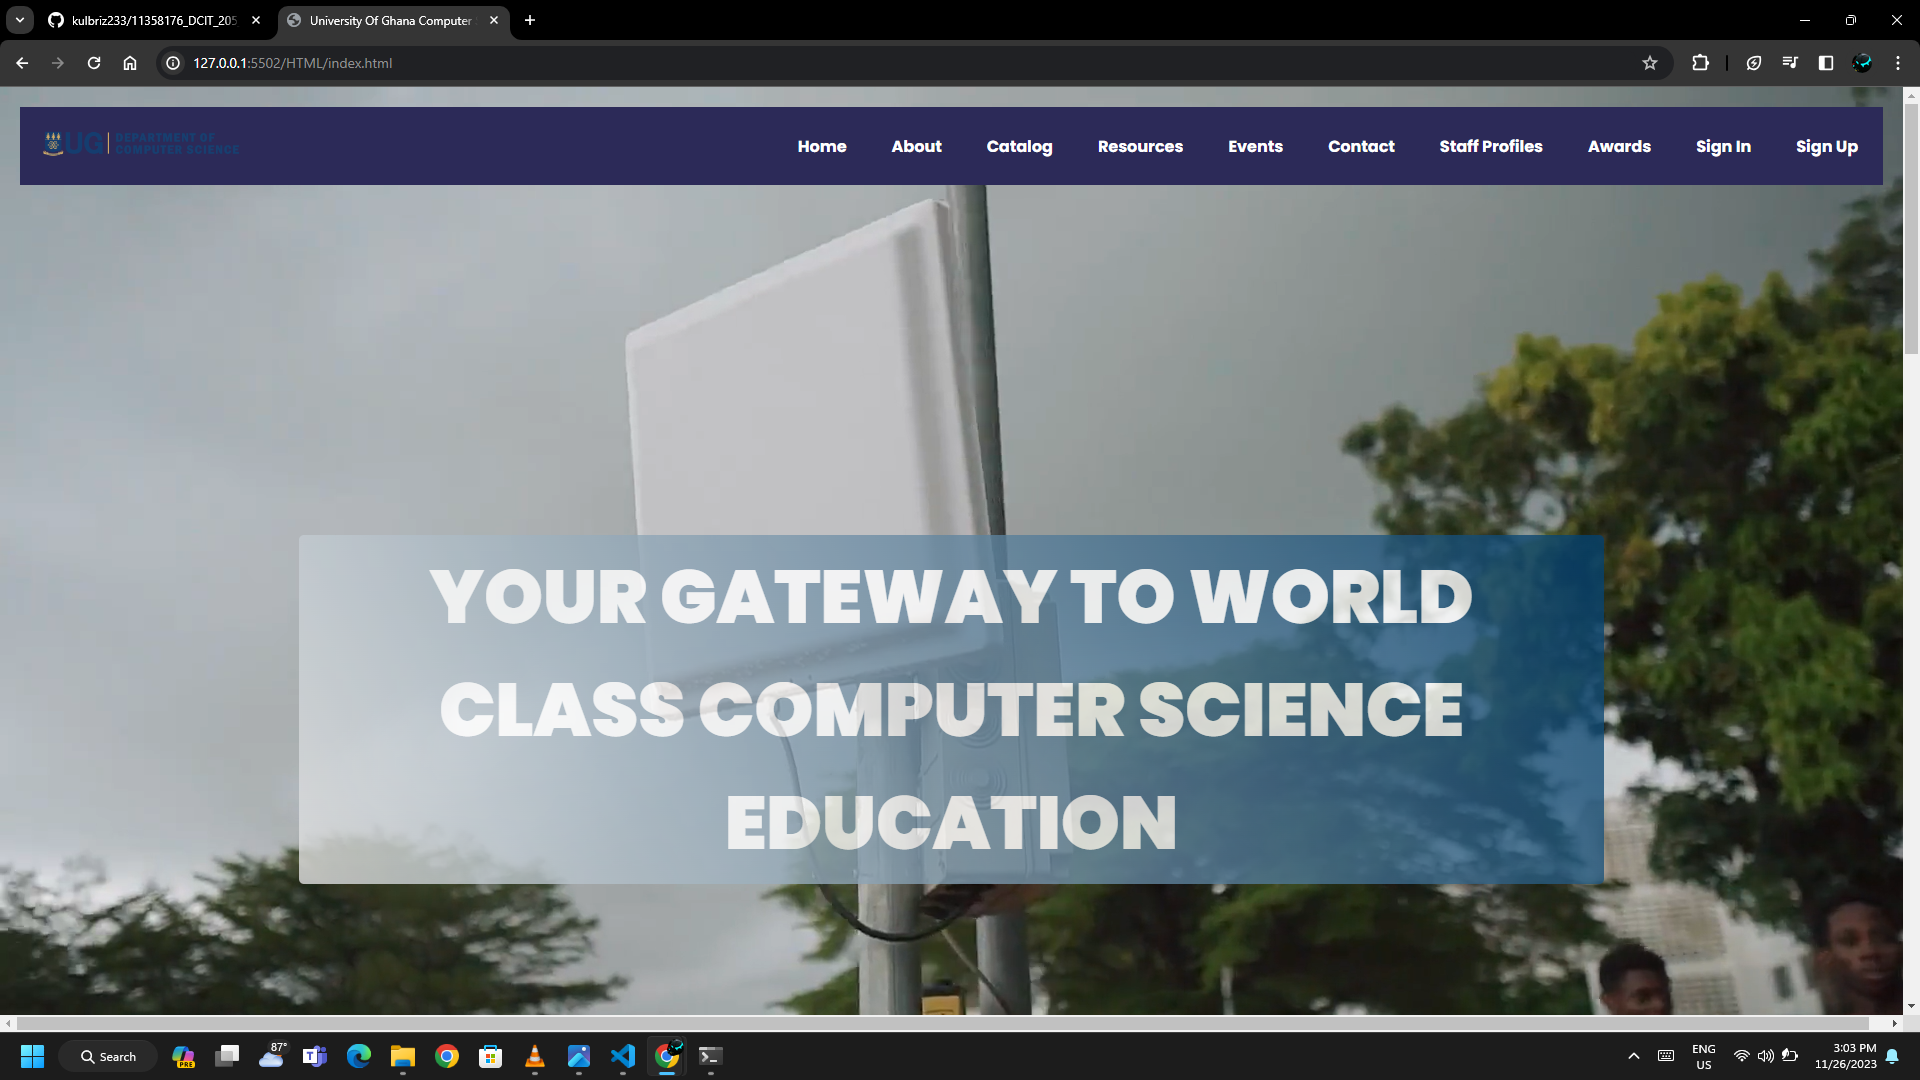 kulbriz233/11358176_DCIT_205
University Of Ghana Computer
127.0.0.1:5502/HTML/index.html
UG
DEPARTMENT OF
COMPUTER SCIENCE
Home
About
Catalog
Resources
Events
Contact
Staff Profiles
Awards
Sign In
Sign Up
YOUR GATEWAY TO WORLD
CLASS COMPUTER SCIENCE
EDUCATION
Search
PRE
87°
ENG
US
3:03 PM
11/26/2023